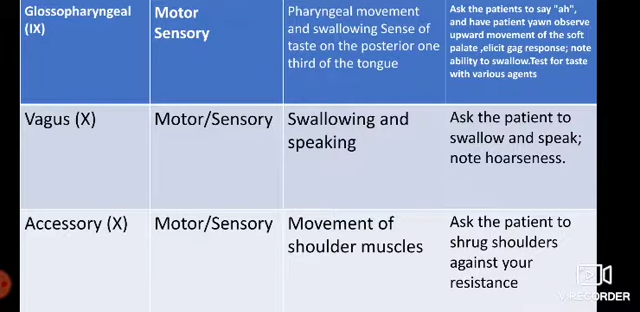 Glossopharyngeal
(IX)
Motor
Sensory
Pharyngeal movement
and swallowing Sense of
taste on the posterior one
third of the tongue
Ask the patients to say "ah",
and have patient yawn observe
upward movement of the soft
palate ,elicit gag response; note
ability to swallow.Test for taste
with various agents
Vagus (X)
Motor/Sensory
Swallowing and
speaking
Ask the patient to
swallow and speak;
note hoarseness.
Accessory (X)
Motor/Sensory
Movement of
shoulder muscles
Ask the patient to
shrug shoulders
against your
resistance
V RECORDER